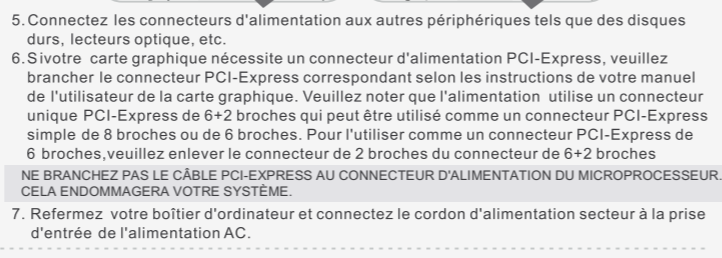 5. Connectez les connecteurs d'alimentation aux autres périphériques tels que des disques
durs, lecteurs optique, etc.
6. Sivotre carte graphique nécessite un connecteur d'alimentation PCI-Express, veuillez
brancher le connecteur PCI-Express correspondant selon les instructions de votre manuel
de l'utilisateur de la carte graphique. Veuillez noter que l'alimentation utilise un connecteur
unique PCI-Express de 6+2 broches qui peut être utilisé comme un connecteur PCI-Express
simple de 8 broches ou de 6 broches. Pour l'utiliser comme un connecteur PCI-Express de
6 broches,veuillez enlever le connecteur de 2 broches du connecteur de 6+2 broches
NE BRANCHEZ PAS LE CÂBLE PCI-EXPRESS AU CONNECTEUR D'ALIMENTATION DU MICROPROCESSEUR.
CELA ENDOMMAGERA VOTRE SYSTÈME.
7. Refermez votre boîtier d'ordinateur et connectez le cordon d'alimentation secteur à la prise
d'entrée de l'alimentation AC.